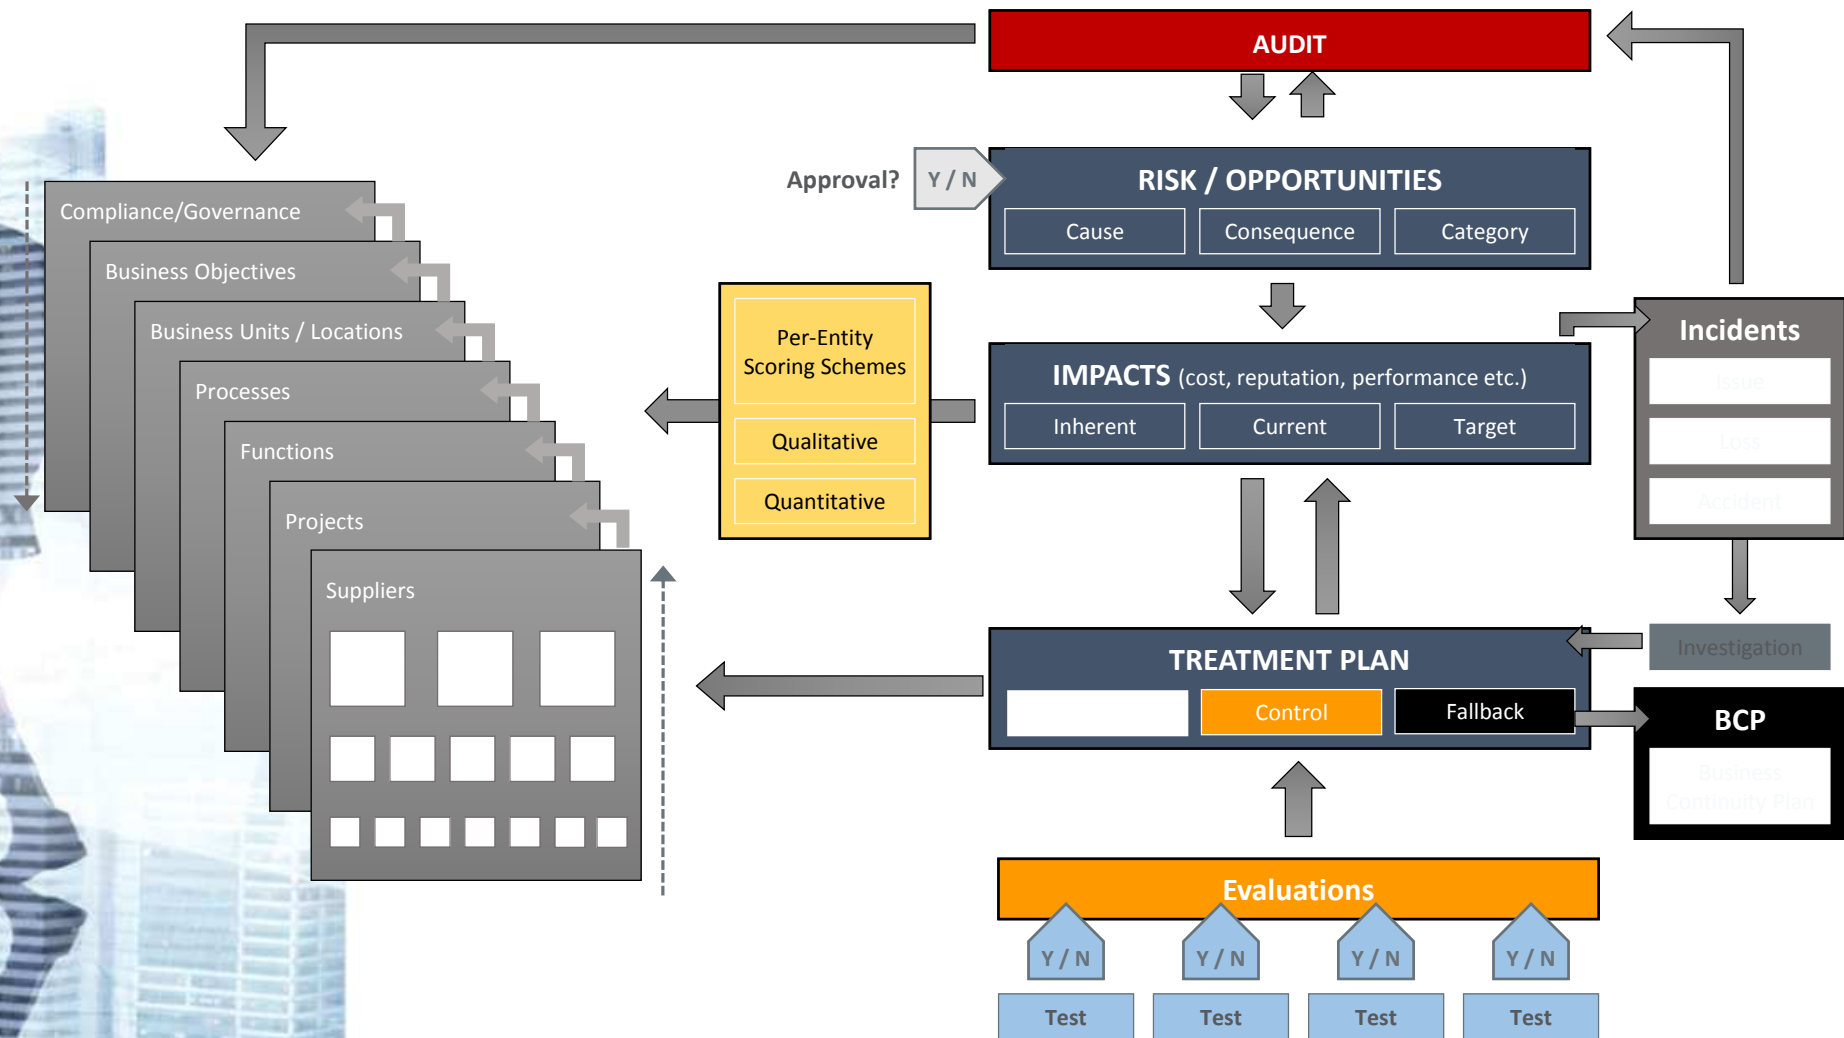 AUDIT
Approval?
Y / N
RISK / OPPORTUNITIES
Cause
Consequence
Category
Compliance/Governance
Business Objectives
Business Units / Locations
Processes
Functions
Projects
Suppliers
Per-Entity
Scoring Schemes
Qualitative
Quantitative
IMPACTS (cost, reputation, performance etc.)
Inherent
Current
Target
Incidents
Issue
Loss
Accident
Investigation
TREATMENT PLAN
Control
Fallback
BCP
Business
Continuity Plan
Evaluations
Y / N
Y / N
Y / N
Y / N
Test
Test
Test
Test